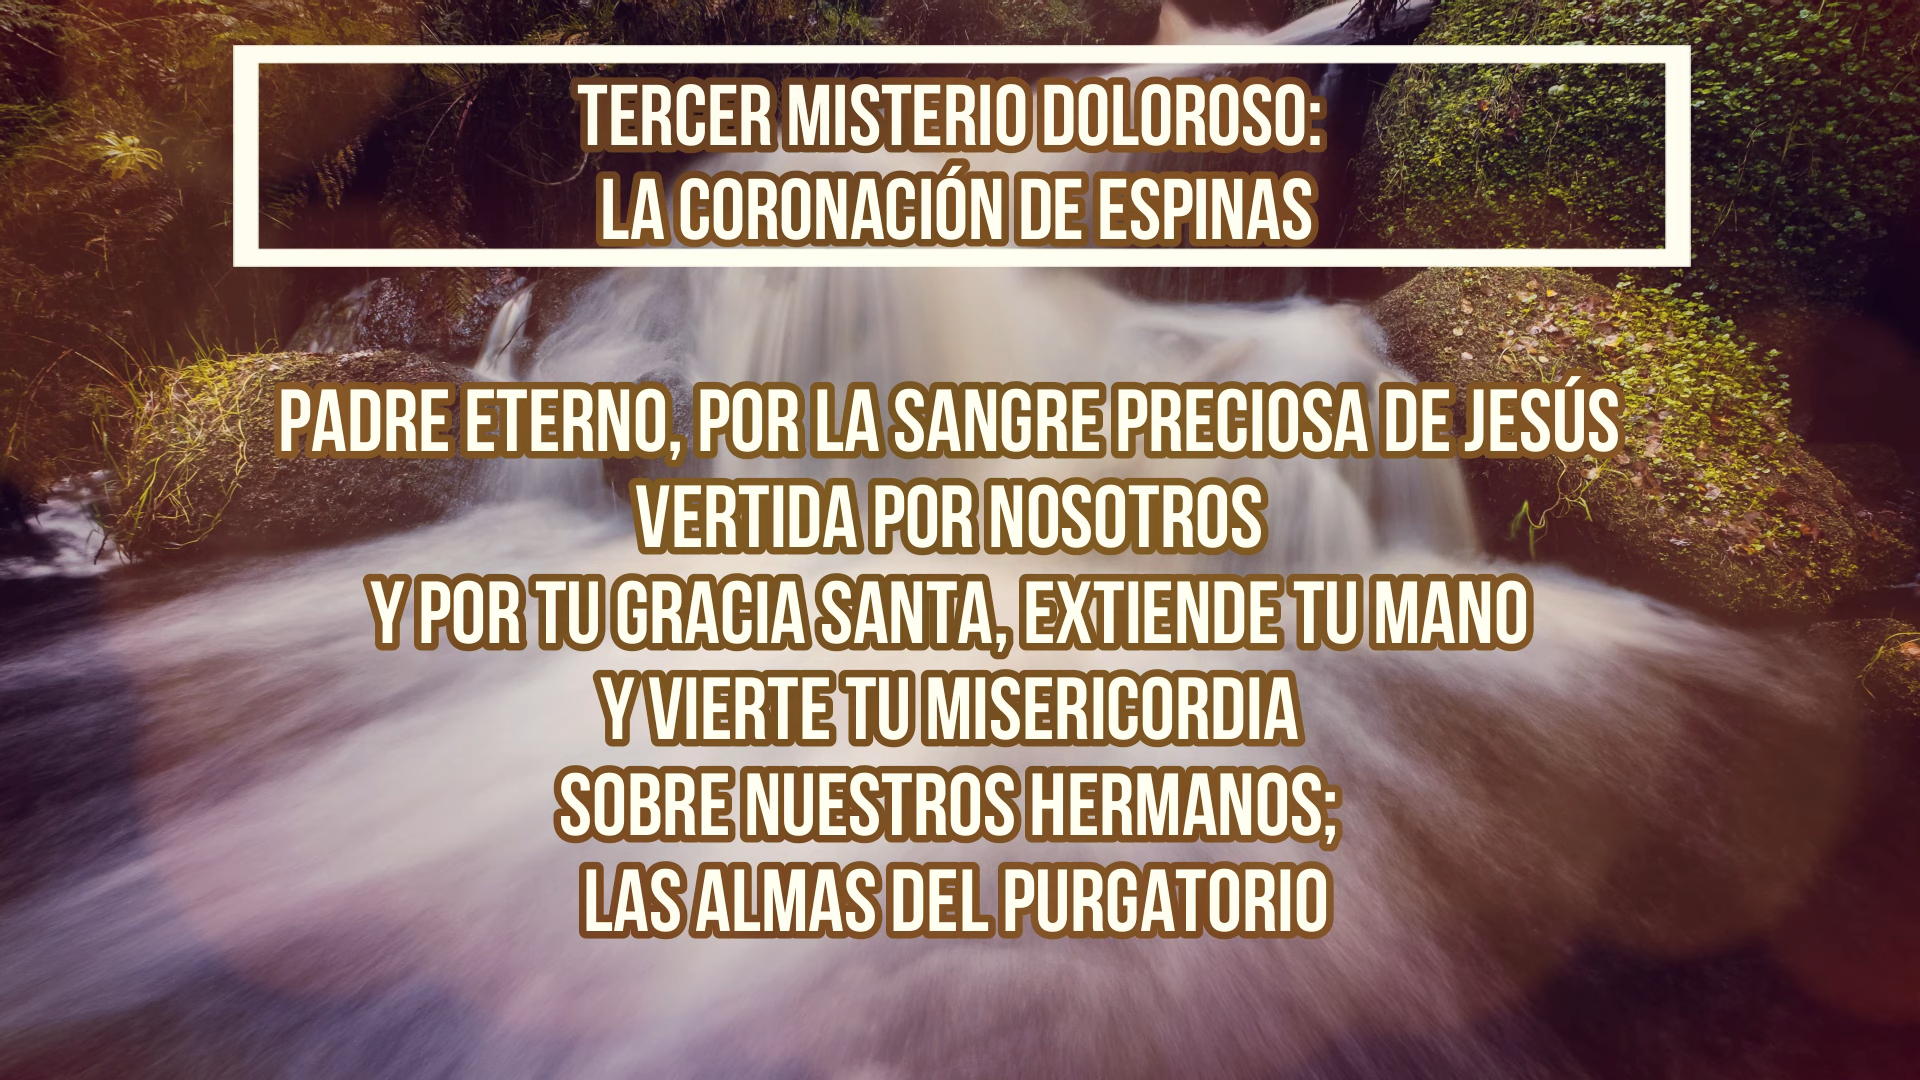 TERCER MISTERIO DOLOROSO:
LA CORONACIÓN DE ESPINAS
PADRE ETERNO, POR LA SANGRE PRECIOSA DE JESÚS
VERTIDA POR NOSOTROS
Y POR TU GRACIA SANTA, EXTIENDE TU MANO
Y VIERTE TU MISERICORDIA
SOBRE NUESTROS HERMANOS;
LAS ALMAS DEL PURGATORIO